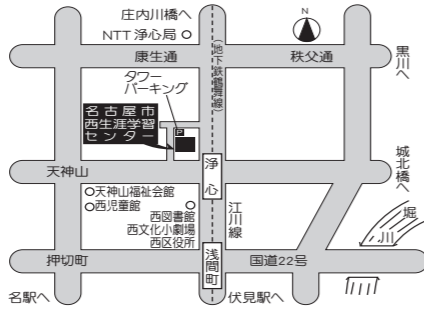 庄内川橋へ
NTT 浄心局
N
康生通
(地下鉄鶴舞線)
秩父通
黒川へ
タワー
パーキング
P
名古屋市
西生涯学習
センター
天神山
浄心
城北橋へ
天神山福祉会館
西児童館
西図書館
西文化小劇場
西区役所
江川線
堀川
押切町
浅間町
国道22号
名駅へ
伏見駅へ